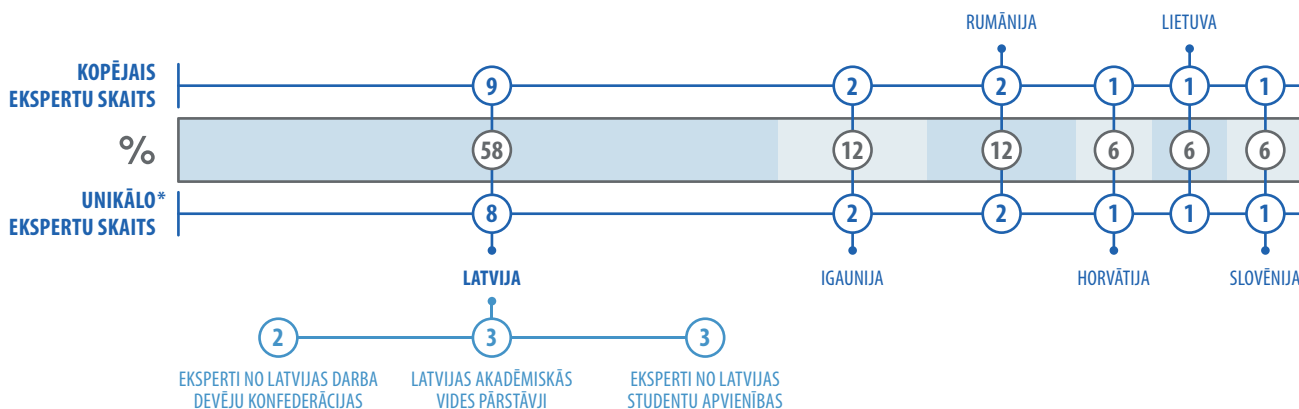 RUMĀNIJA
LIETUVA
KOPĒJAIS
EKSPERTU SKAITS
9
2
2
1
1
1
%
58
12
12
6
6
6
UNIKĀLO*
EKSPERTU SKAITS
8
2
2
1
1
1
LATVIJA
IGAUNIJA
HORVĀTIJA
SLOVĒNIJA
2
3
3
EKSPERTI NO LATVIJAS DARBA
DEVĒJU KONFEDERĀCIJAS
LATVIJAS AKADĒMISKĀS
VIDES PĀRSTĀVJI
EKSPERTI NO LATVIJAS
STUDENTU APVIENĪBAS